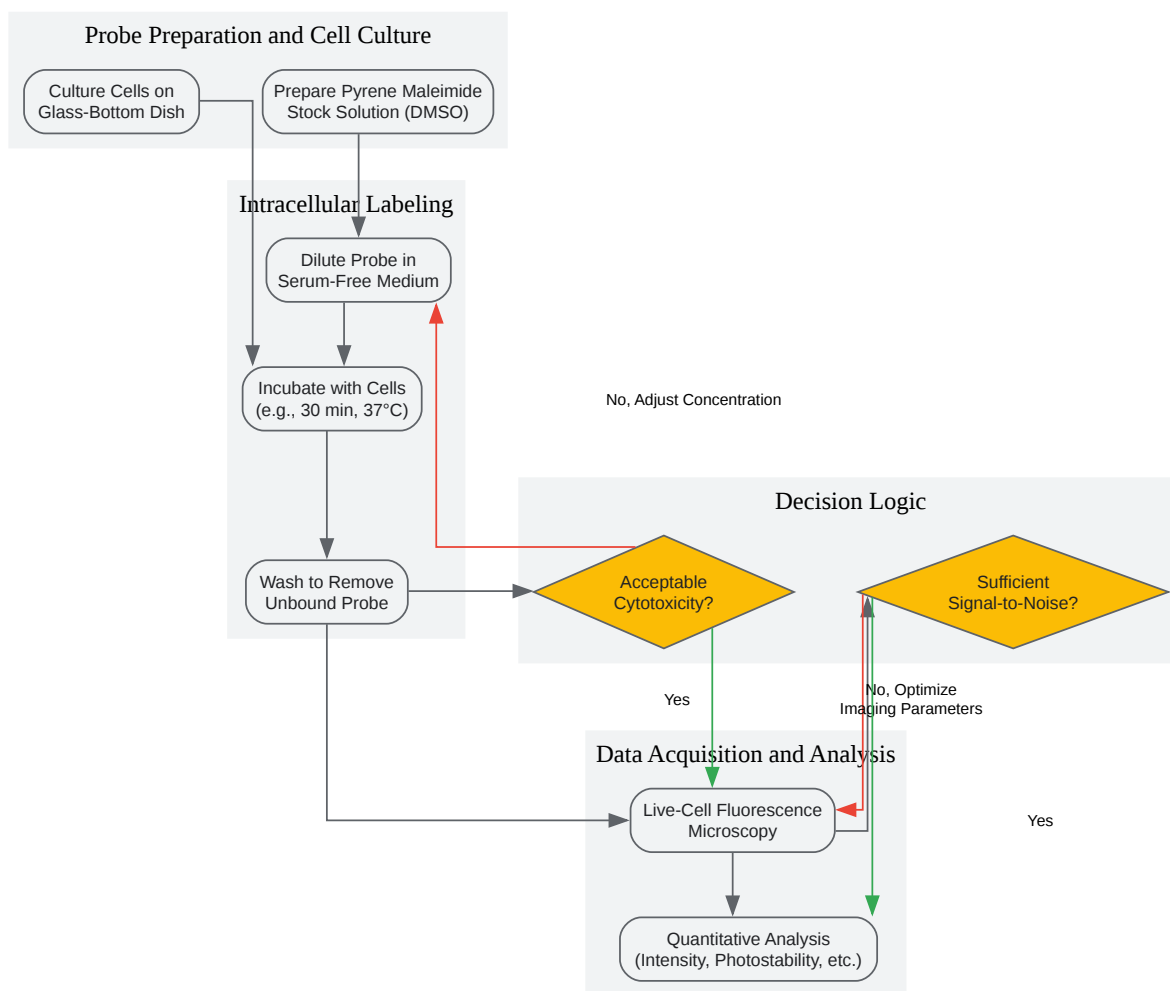 Probe Preparation and Cell Culture
Culture Cells on
Glass-Bottom Dish
Prepare Pyrene Maleimide
Stock Solution (DMSO)
Intracellular Labeling
Dilute Probe in
Serum-Free Medium
Incubate with Cells
(e.g., 30 min, 37°C)
No, Adjust Concentration
Wash to Remove
Unbound Probe
Decision Logic
Acceptable
Cytotoxicity?
Sufficient
Signal-to-Noise?
Yes
No, Optimize
Imaging Parameters
Data Acquisition and Analysis
Live-Cell Fluorescence
Microscopy
Yes
Quantitative Analysis
(Intensity, Photostability, etc.)